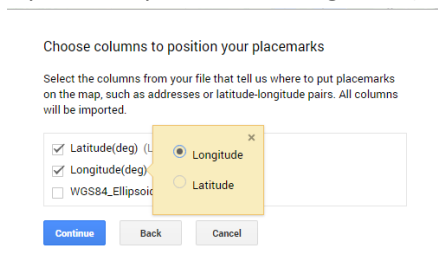 Choose columns to position your placemarks
Select the columns from your file that tell us where to put placemarks
on the map, such as addresses or latitude-longitude pairs. All columns
will be imported.
Latitude(deg)
Longitude(deg)
×
Longitude
Latitude
Continue
Back
Cancel